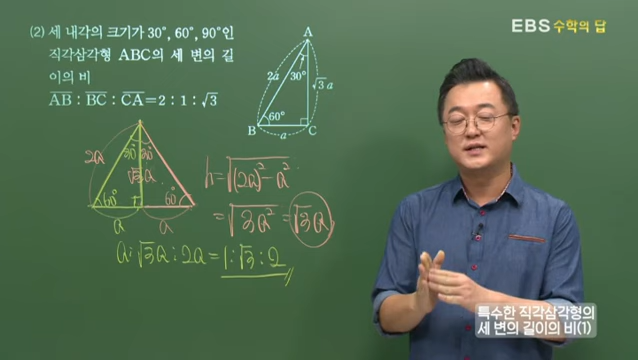 EBS 수학의 답
(2) 세 내각의 크기가 30°, 60°, 90°인
직각삼각형 ABC의 세 변의 길
이의 비
AB : BC : CA = 2 : 1 : √3
A
2a
30°
√3 a
60°
B
a
C
2a
30° 30°
√3a
60°
60°
a
a
h = √(2a)² - a²
= √3a² = √3a
a : √3a : 2a = 1 : √3 : 2
특수한 직각삼각형의
세 변의 길이의 비(1)